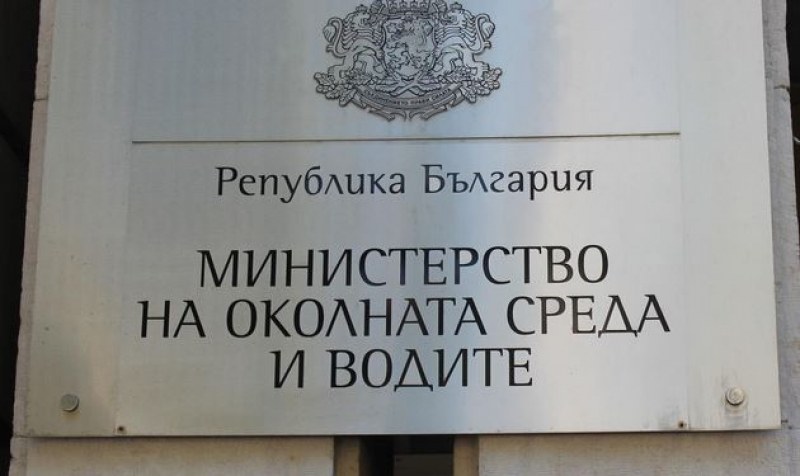 Република България
МИНИСТЕРСТВО
НА ОКОЛНАТА СРЕДА
И ВОДИТЕ